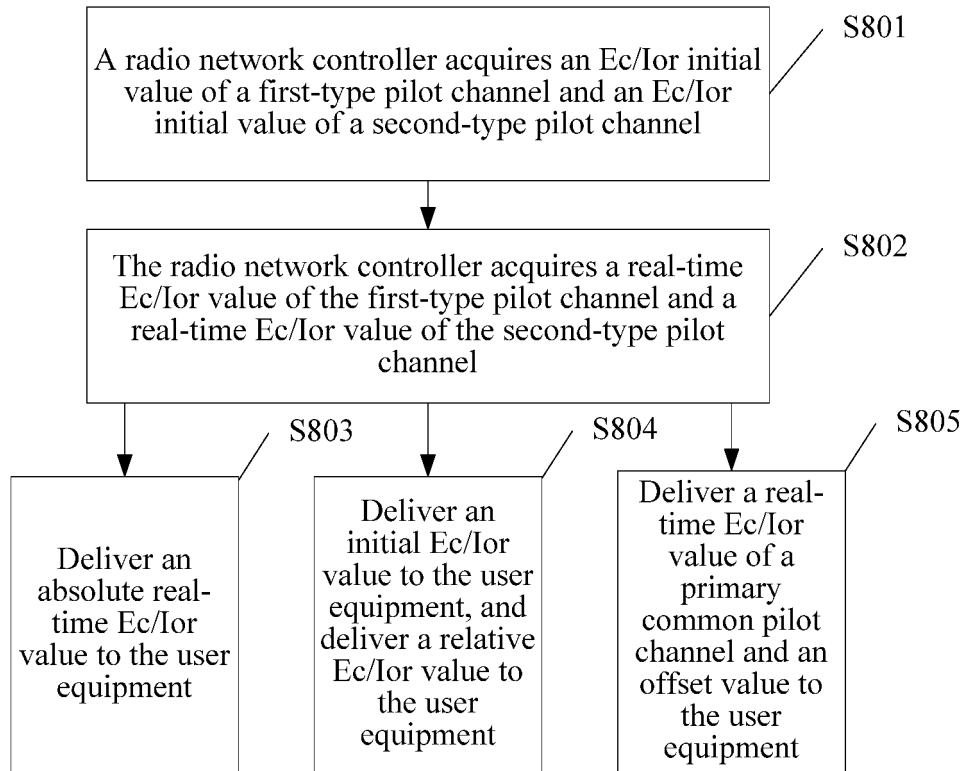 S801
A radio network controller acquires an Ec/Ior initial
value of a first-type pilot channel and an Ec/Ior
initial value of a second-type pilot channel
S802
The radio network controller acquires a real-time
Ec/Ior value of the first-type pilot channel and a
real-time Ec/Ior value of the second-type pilot
channel
S803
Deliver an
absolute real-
time Ec/Ior
value to the user
equipment
S804
Deliver an
initial Ec/Ior
value to the user
equipment, and
deliver a relative
Ec/Ior value to
the user
equipment
S805
Deliver a real-
time Ec/Ior
value of a
primary
common pilot
channel and an
offset value to
the user
equipment